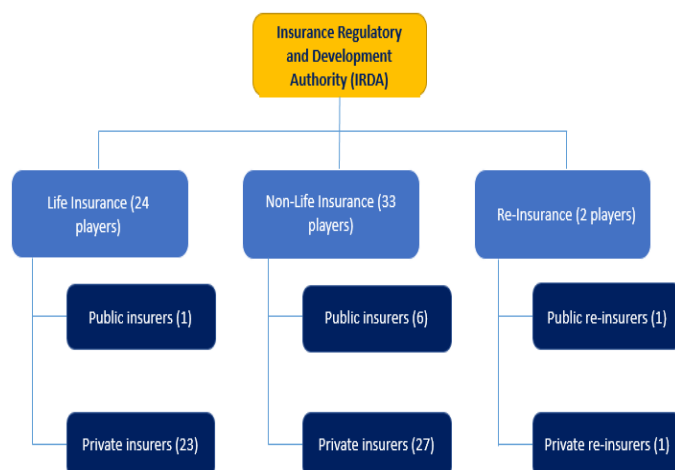 Insurance Regulatory
and Development
Authority (IRDA)
Life Insurance (24
players)
Non-Life Insurance (33
players)
Re-Insurance (2 players)
Public insurers (1)
Public insurers (6)
Public re-insurers (1)
Private insurers (23)
Private insurers (27)
Private re-insurers (1)